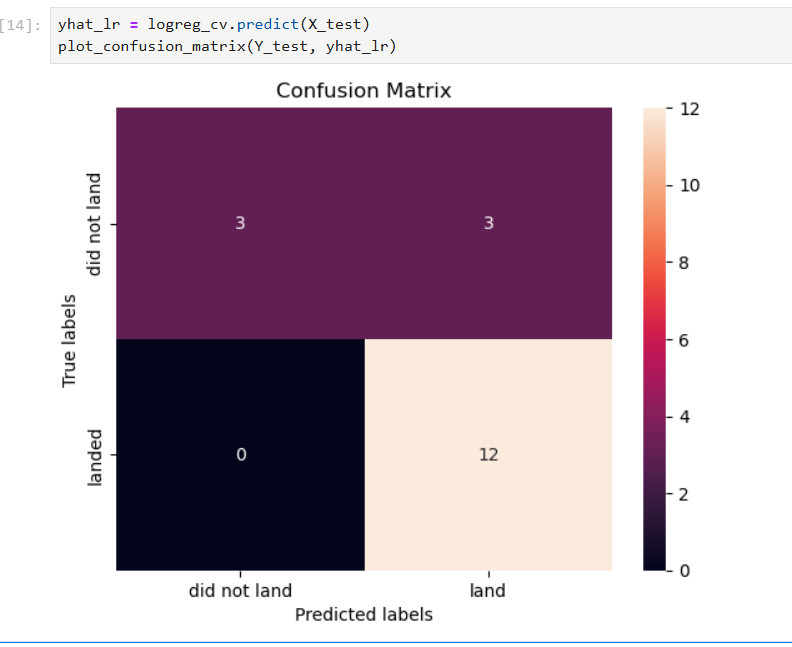 [14]:
yhat_lr = logreg_cv.predict(X_test)
plot_confusion_matrix(Y_test, yhat_lr)
Confusion Matrix
12
10
8
6
4
2
0
True labels
did not land
landed
3 3
0 12
did not land land
Predicted labels